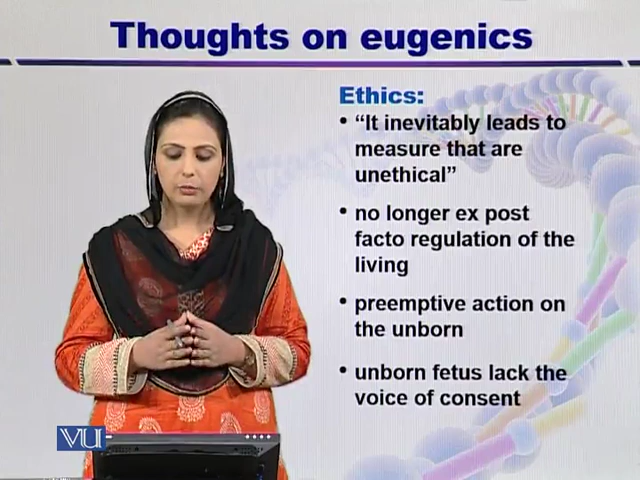 Thoughts on eugenics
Ethics:
• “It inevitably leads to
measure that are
unethical”
• no longer ex post
facto regulation of the
living
• preemptive action on
the unborn
• unborn fetus lack the
voice of consent
VU